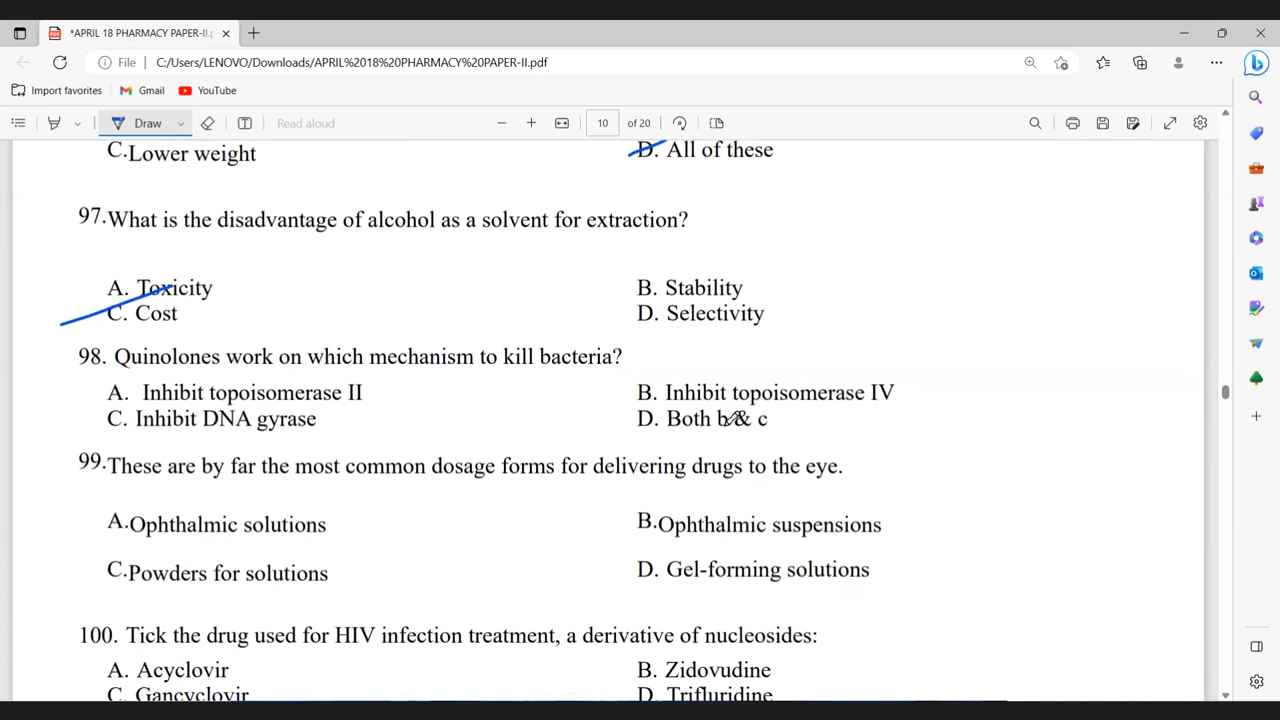 *APRIL 18 PHARMACY PAPER-II.p
File C:/Users/LENOVO/Downloads/APRIL%2018%20PHARMACY%20PAPER-II.pdf
Import favorites Gmail YouTube
Draw Read aloud 10 of 20
C. Lower weight D. All of these
97. What is the disadvantage of alcohol as a solvent for extraction?
A. Toxicity B. Stability
C. Cost D. Selectivity
98. Quinolones work on which mechanism to kill bacteria?
A. Inhibit topoisomerase II B. Inhibit topoisomerase IV
C. Inhibit DNA gyrase D. Both b & c
99. These are by far the most common dosage forms for delivering drugs to the eye.
A. Ophthalmic solutions B. Ophthalmic suspensions
C. Powders for solutions D. Gel-forming solutions
100. Tick the drug used for HIV infection treatment, a derivative of nucleosides:
A. Acyclovir B. Zidovudine
C. Gancyclovir D. Trifluridine